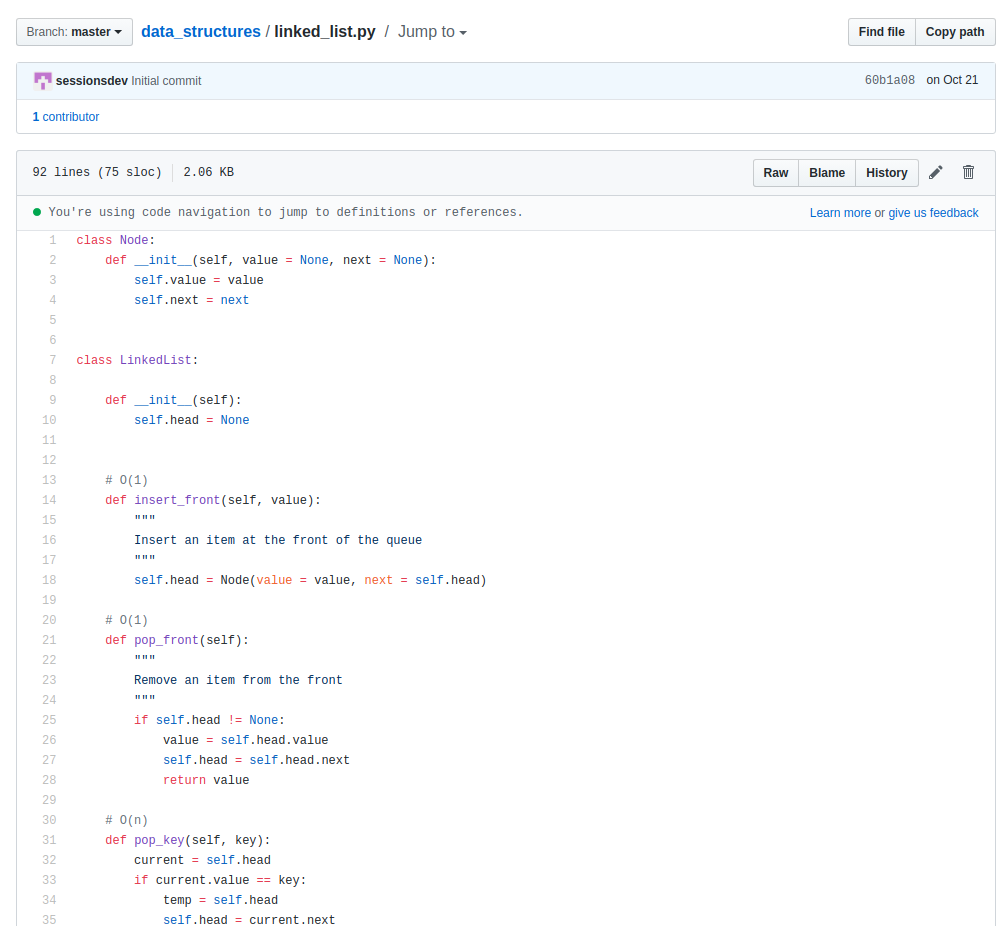 Branch: master data_structures / linked_list.py / Jump to Find file Copy path
sessionsdev Initial commit 60b1a08 on Oct 21
1 contributor
92 lines (75 sloc) 2.06 KB Raw Blame History
You're using code navigation to jump to definitions or references. Learn more or give us feedback
1 class Node:
2     def __init__(self, value = None, next = None):
3         self.value = value
4         self.next = next
5
6
7 class LinkedList:
8
9     def __init__(self):
10         self.head = None
11
12
13     # O(1)
14     def insert_front(self, value):
15         """
16         Insert an item at the front of the queue
17         """
18         self.head = Node(value = value, next = self.head)
19
20     # O(1)
21     def pop_front(self):
22         """
23         Remove an item from the front
24         """
25         if self.head != None:
26             value = self.head.value
27             self.head = self.head.next
28             return value
29
30     # O(n)
31     def pop_key(self, key):
32         current = self.head
33         if current.value == key:
34             temp = self.head
35             self.head = current.next